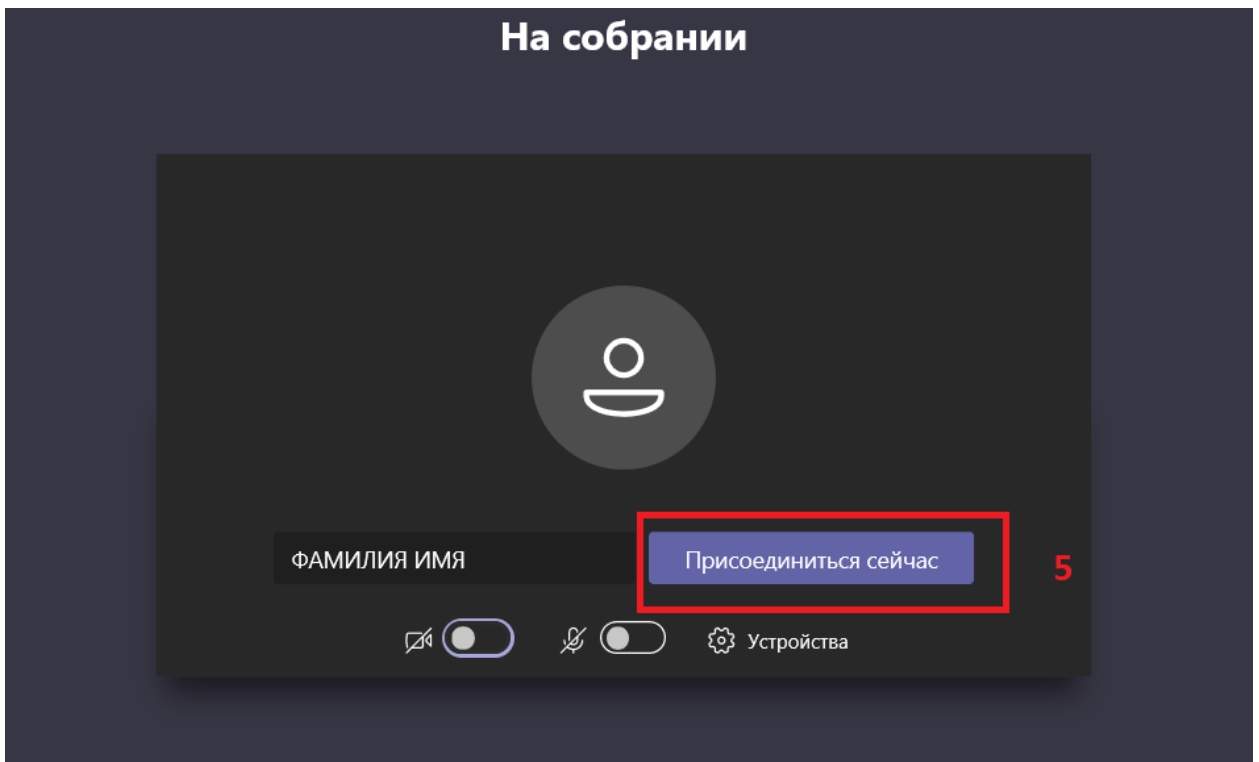 На собрании
ФАМИЛИЯ ИМЯ
Присоединиться сейчас
5
Устройства